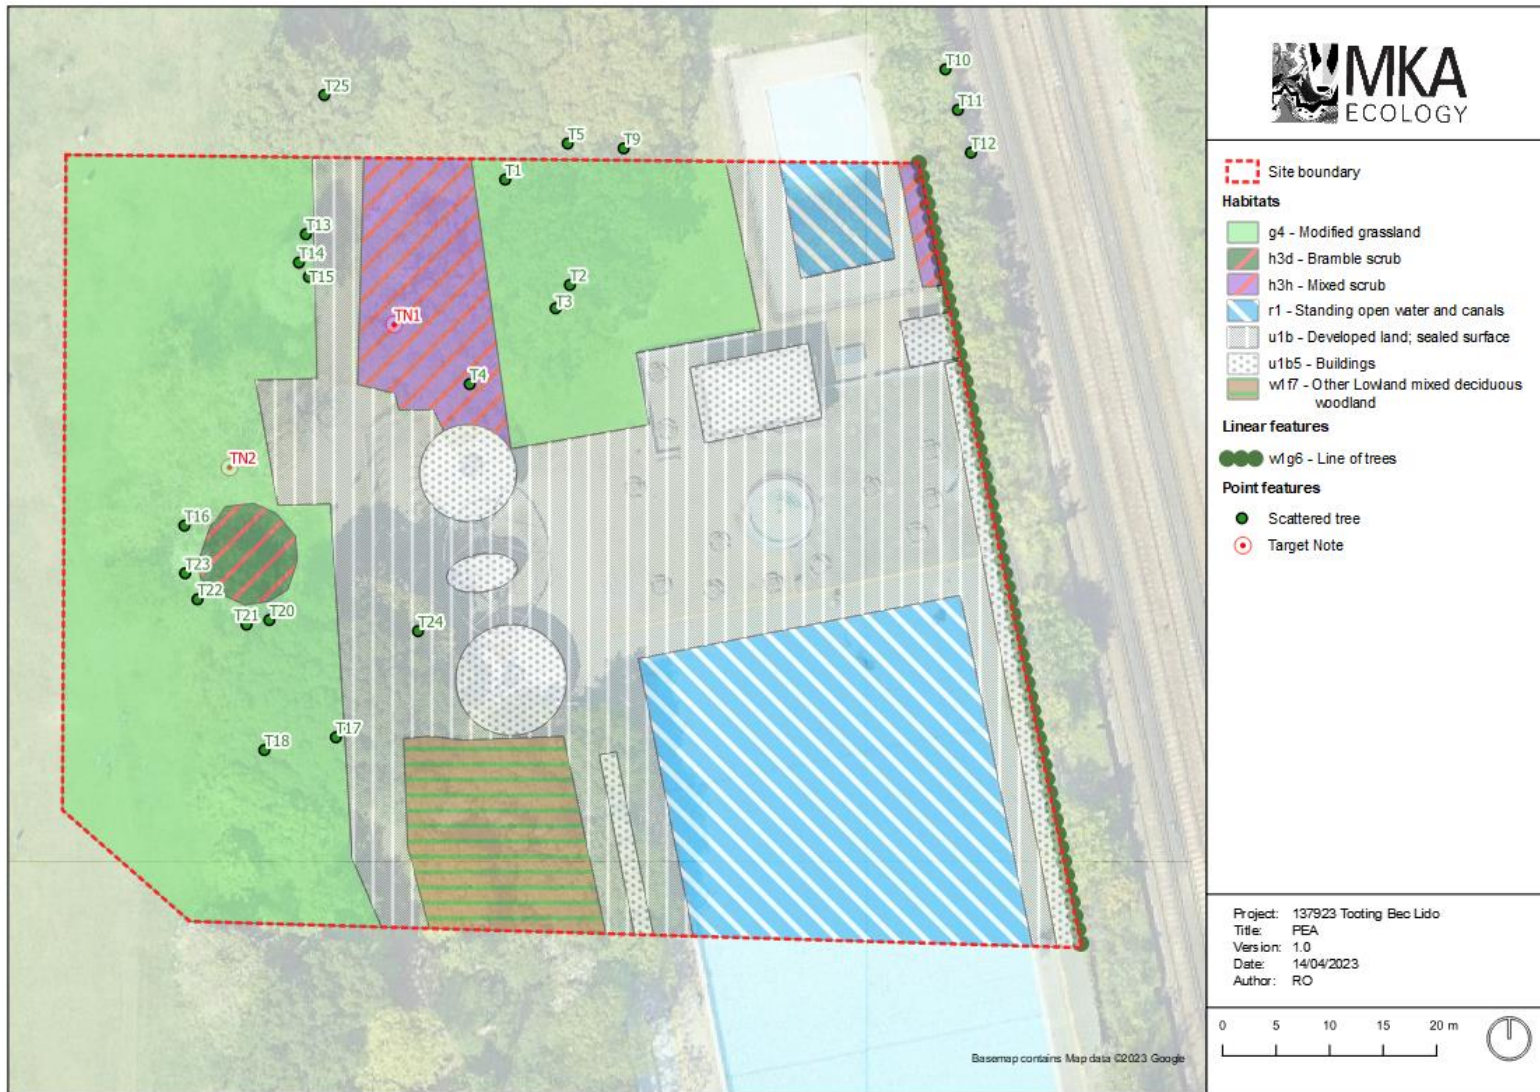 T10
T25
T11
T5
T9
T12
T1
T13
T14
T15
T2
T3
TN1
T4
TN2
T16
T23
T22
T21
T20
T24
T17
T18
Basemap contains Map data ©2023 Google
MKA
ECOLOGY
Site boundary
Habitats
g4 - Modified grassland
h3d - Bramble scrub
h3h - Mixed scrub
r1 - Standing open water and canals
u1b - Developed land; sealed surface
u1b5 - Buildings
w1f7 - Other Lowland mixed deciduous
woodland
Linear features
w1g6 - Line of trees
Point features
Scattered tree
Target Note
Project: 137923 Tooting Bec Lido
Title: PEA
Version: 1.0
Date: 14/04/2023
Author: RO
0 5 10 15 20 m